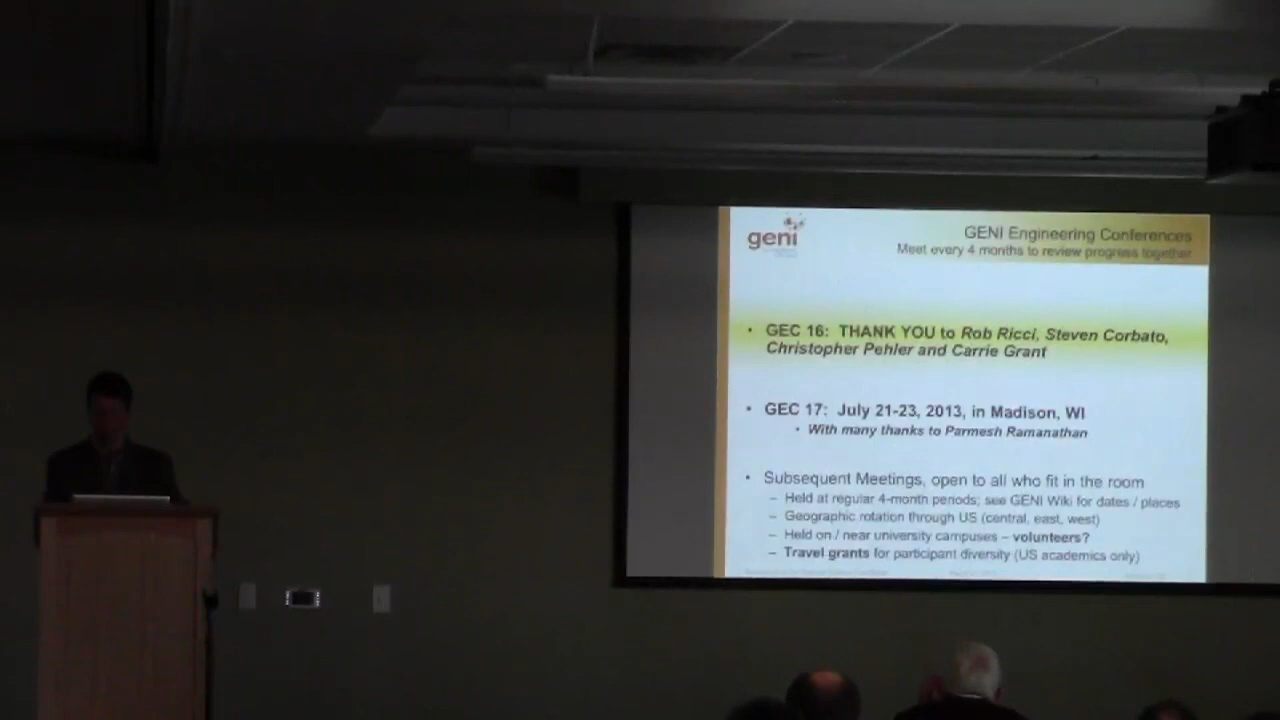 geni
GENI Engineering Conferences
Meet every 4 months to review progress together
• GEC 16: THANK YOU to Rob Ricci, Steven Corbato,
Christopher Pehler and Carrie Grant
• GEC 17: July 21-23, 2013, in Madison, WI
• With many thanks to Parmesh Ramanathan
• Subsequent Meetings, open to all who fit in the room
– Held at regular 4-month periods; see GENI Wiki for dates / places
– Geographic rotation through US (central, east, west)
– Held on / near university campuses – volunteers?
– Travel grants for participant diversity (US academics only)